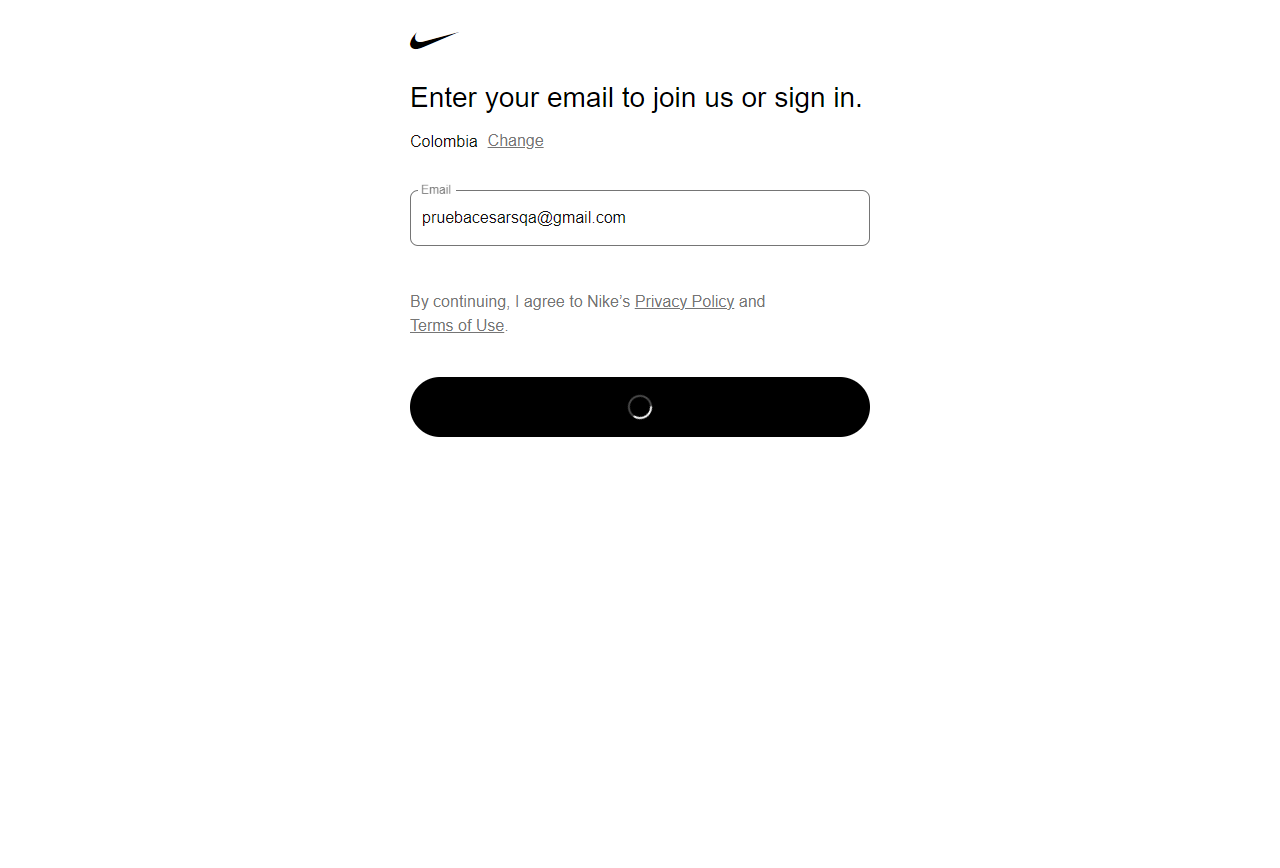 Enter your email to join us or sign in.
Colombia Change
Email
pruebacesarsqa@gmail.com
By continuing, I agree to Nike’s Privacy Policy and
Terms of Use.